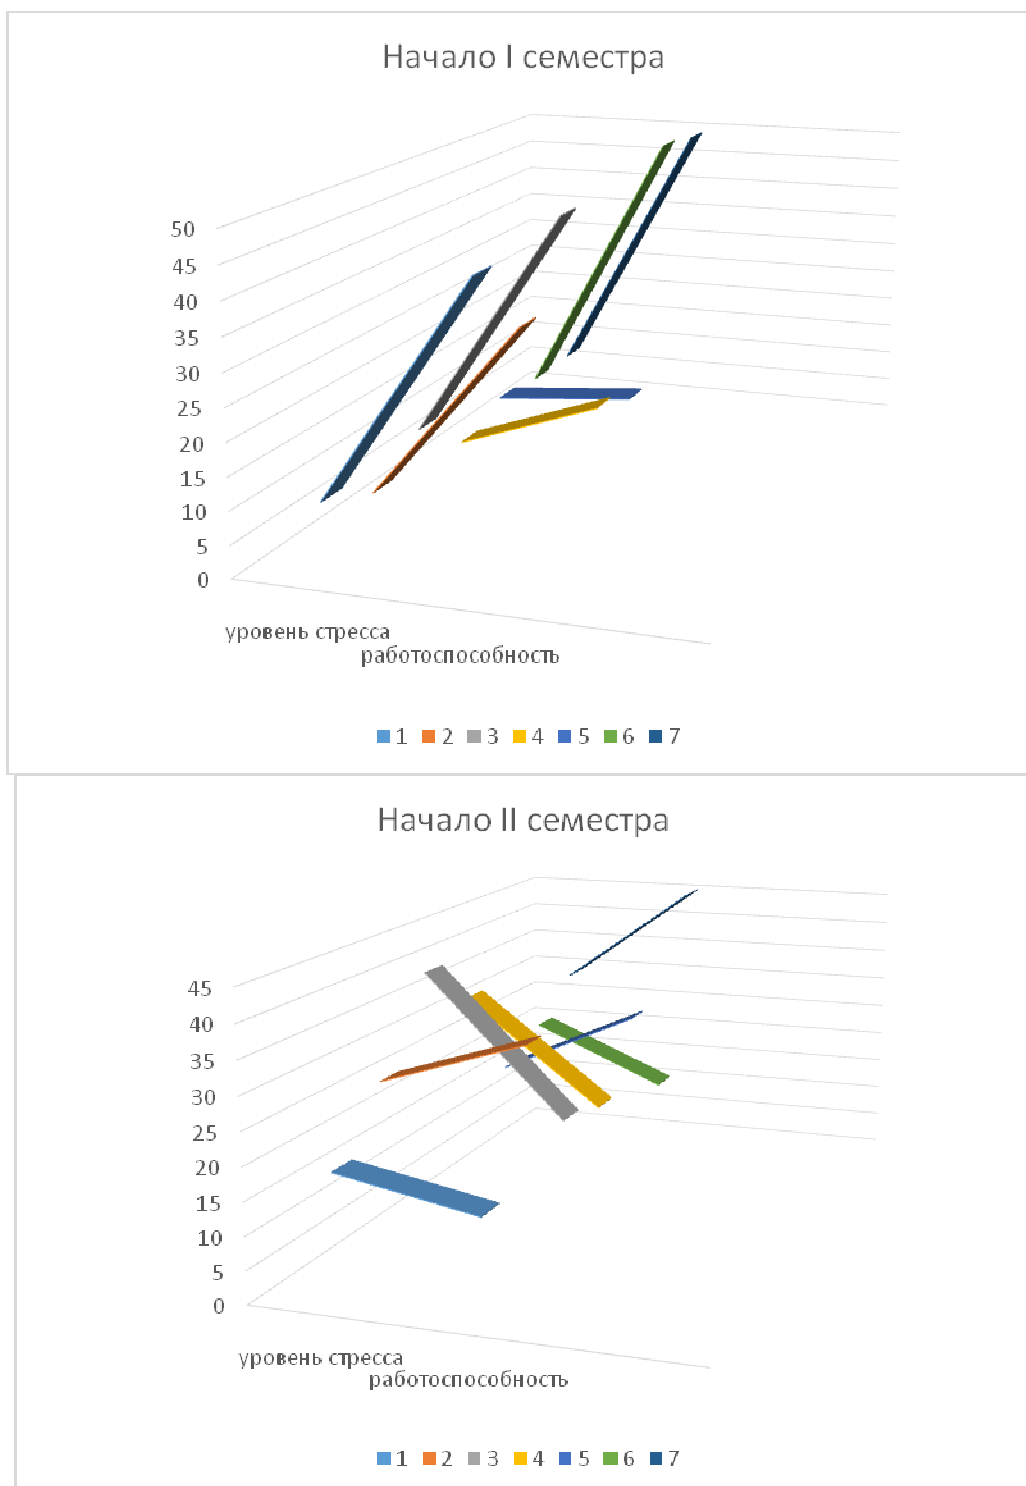 Начало I семестра
50
45
40
35
30
25
20
15
10
5
0
уровень стресса
работоспособность
1 2 3 4 5 6 7
Начало II семестра
45
40
35
30
25
20
15
10
5
0
уровень стресса
работоспособность
1 2 3 4 5 6 7